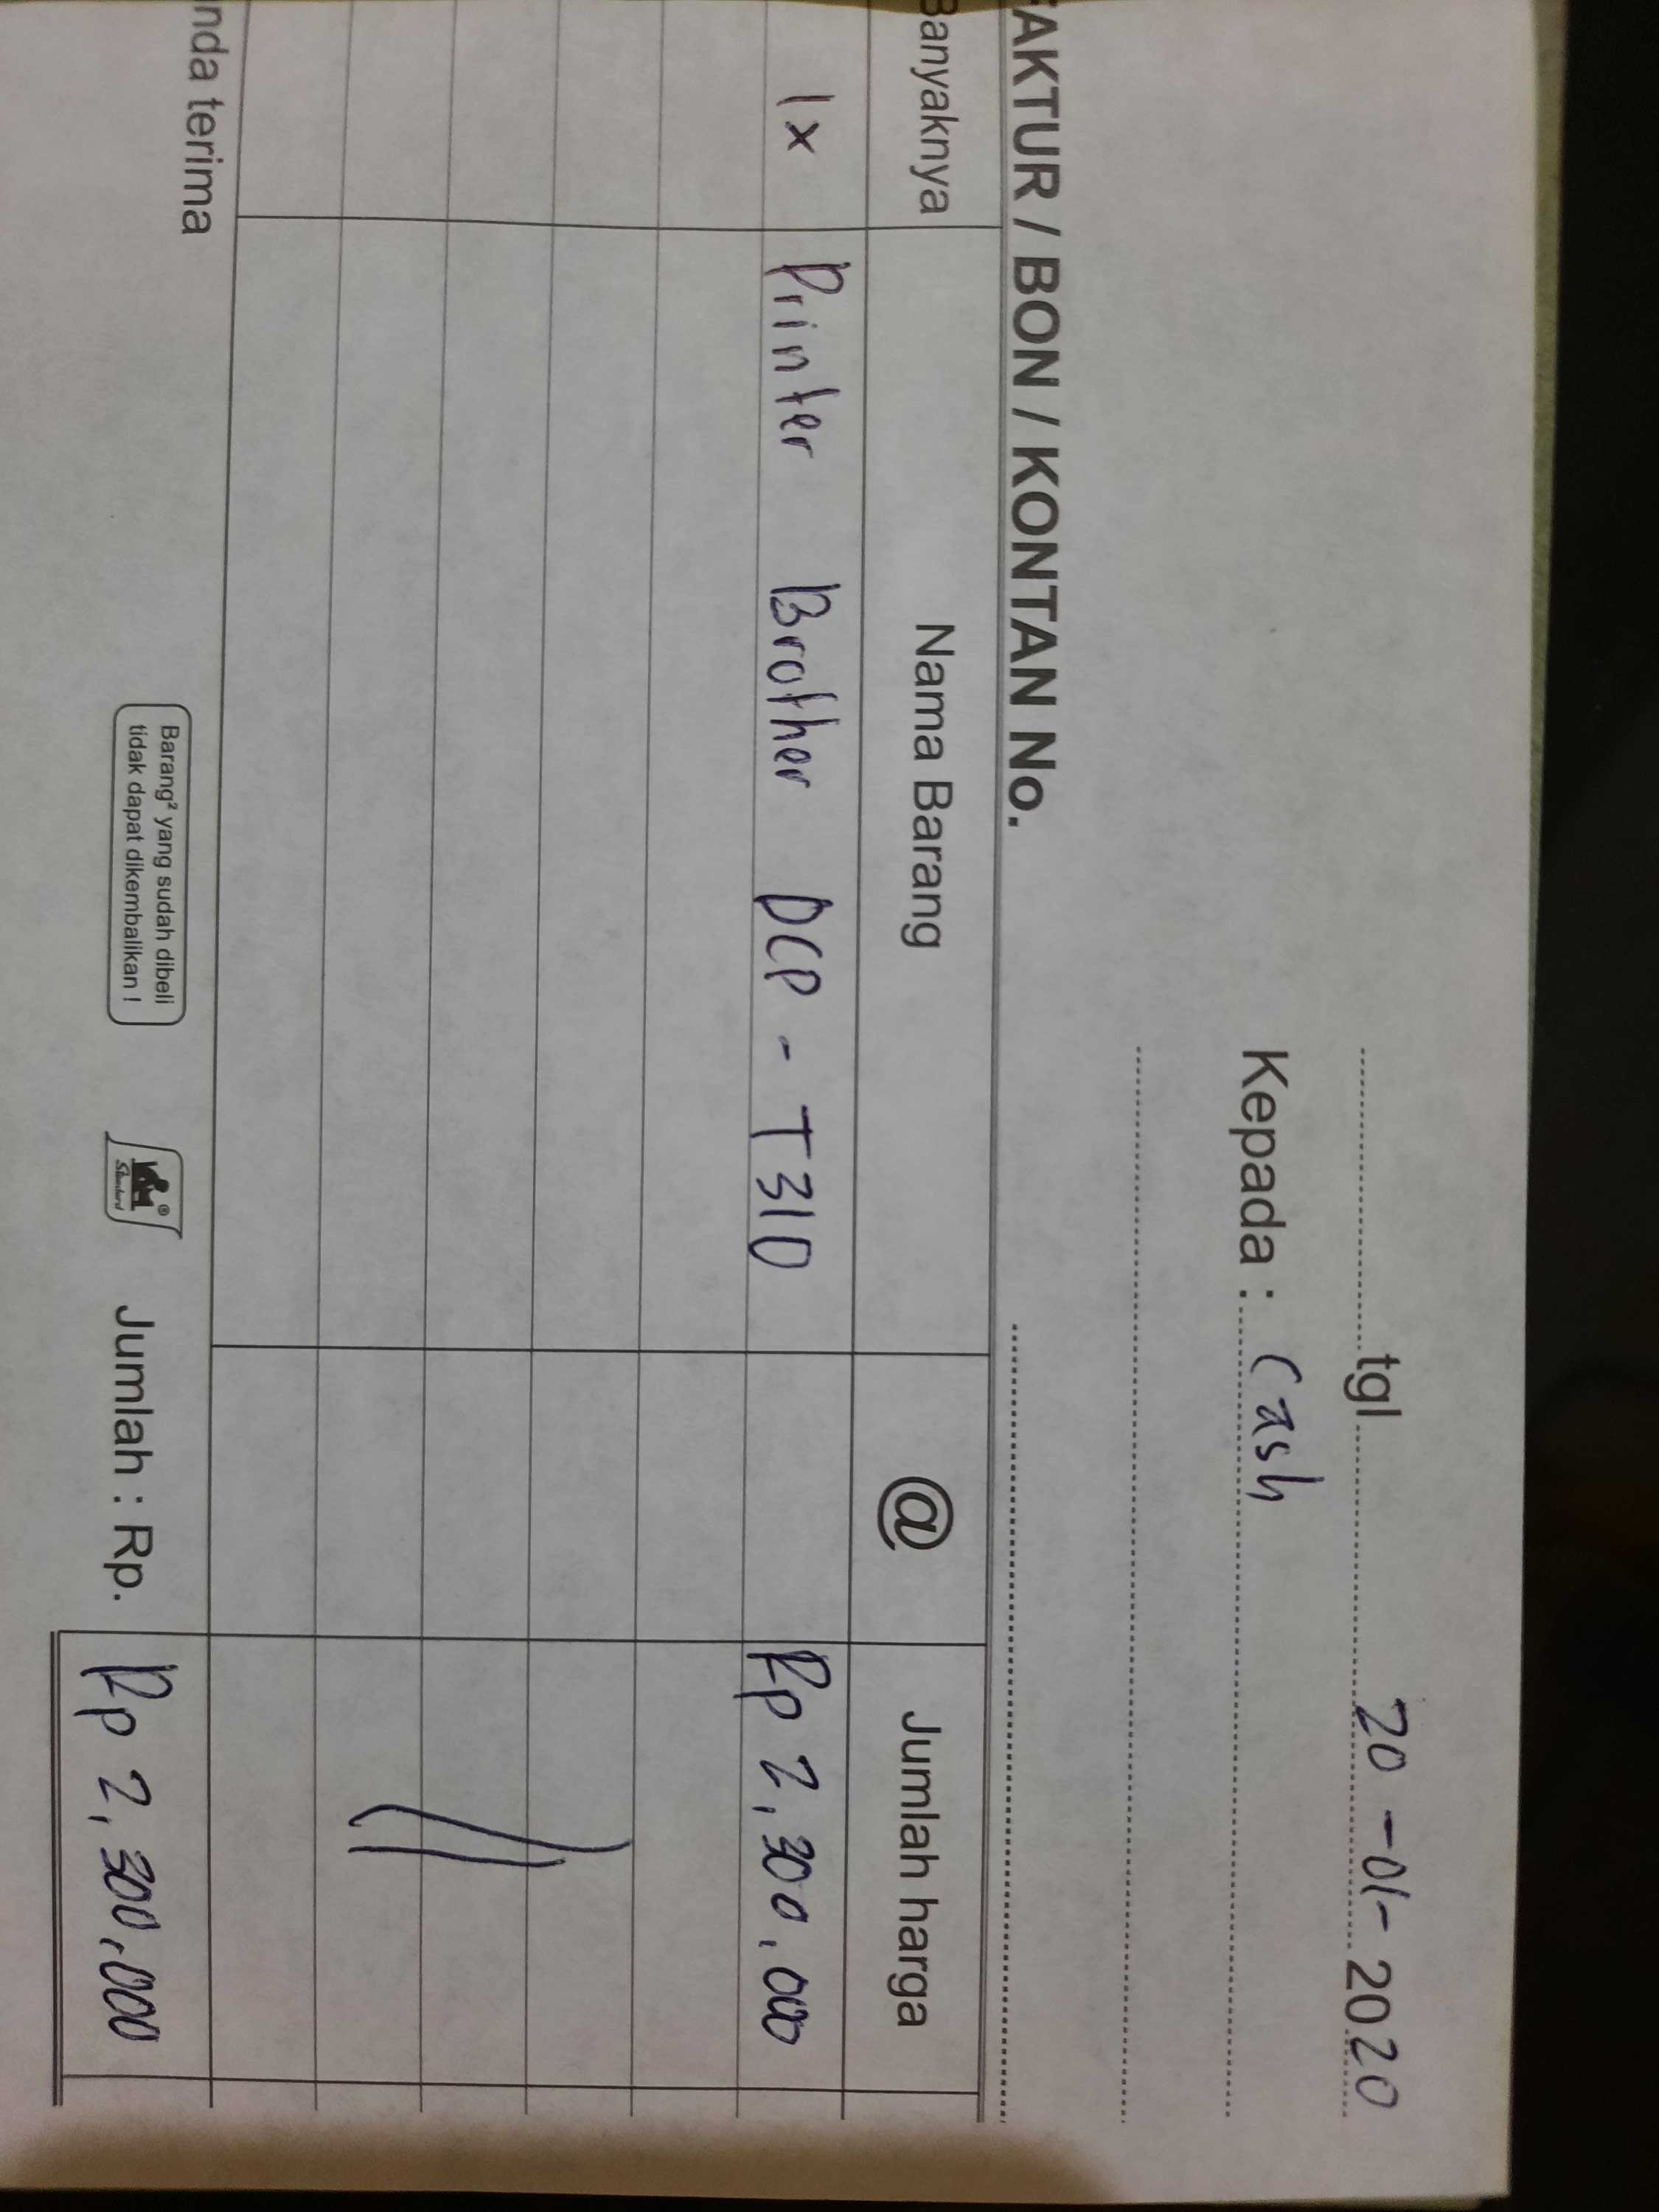 tgl. 20-01-2020
Kepada : Cash
FAKTUR / BON / KONTAN No.
Banyaknya Nama Barang @ Jumlah harga
1x Printer Brother DCP - T310 Rp 2,300.000
nda terima
Barang² yang sudah dibeli
tidak dapat dikembalikan !
Standard
Jumlah : Rp. Rp 2,300,000